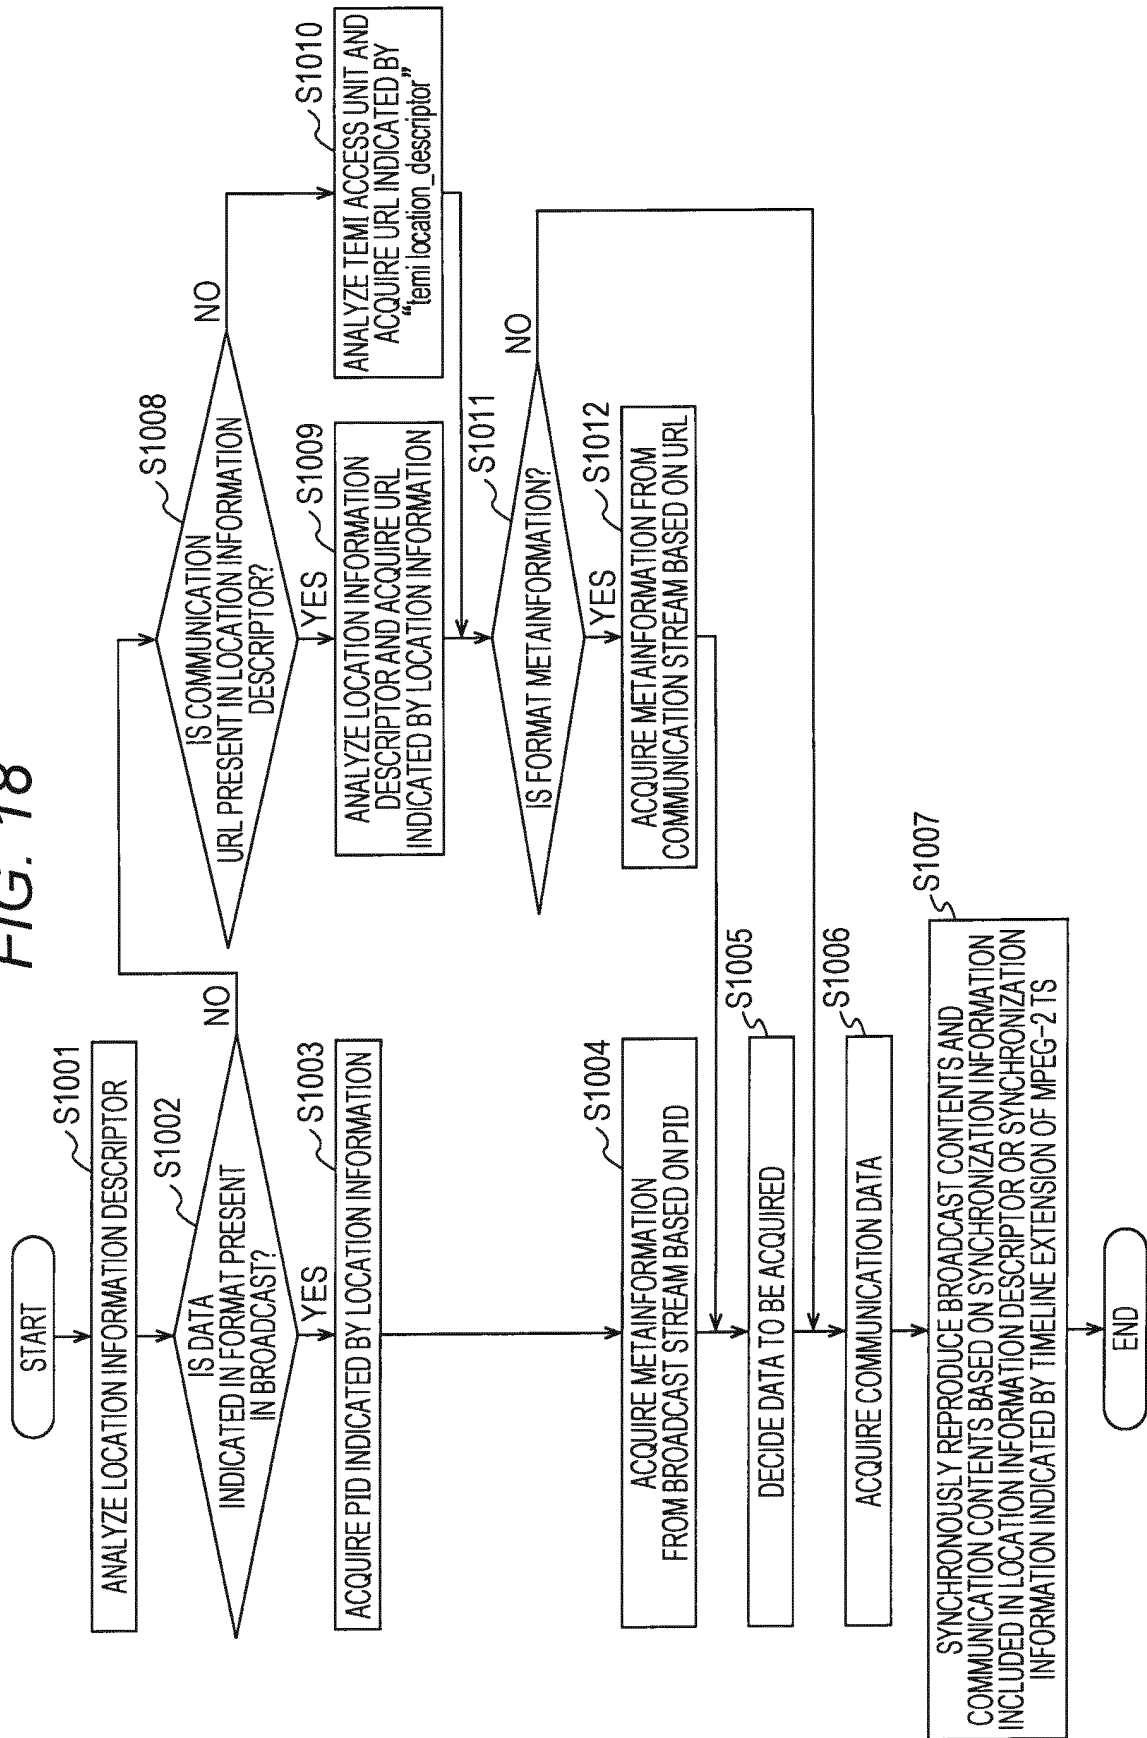 FIG. 18
START
S1001
ANALYZE LOCATION INFORMATION DESCRIPTOR
S1002
IS DATA
INDICATED IN FORMAT PRESENT
IN BROADCAST?
NO
YES
S1003
ACQUIRE PID INDICATED BY LOCATION INFORMATION
S1004
ACQUIRE METAINFORMATION
FROM BROADCAST STREAM BASED ON PID
S1005
DECIDE DATA TO BE ACQUIRED
S1006
ACQUIRE COMMUNICATION DATA
S1007
SYNCHRONOUSLY REPRODUCE BROADCAST CONTENTS AND
COMMUNICATION CONTENTS BASED ON SYNCHRONIZATION INFORMATION
INCLUDED IN LOCATION INFORMATION DESCRIPTOR OR SYNCHRONIZATION
INFORMATION INDICATED BY TIMELINE EXTENSION OF MPEG-2 TS
END
S1008
IS COMMUNICATION
URL PRESENT IN LOCATION INFORMATION
DESCRIPTOR?
NO
YES
S1009
ANALYZE LOCATION INFORMATION
DESCRIPTOR AND ACQUIRE URL
INDICATED BY LOCATION INFORMATION
S1010
ANALYZE TEMI ACCESS UNIT AND
ACQUIRE URL INDICATED BY
“temi location_descriptor”
S1011
IS FORMAT METAINFORMATION?
NO
YES
S1012
ACQUIRE METAINFORMATION FROM
COMMUNICATION STREAM BASED ON URL